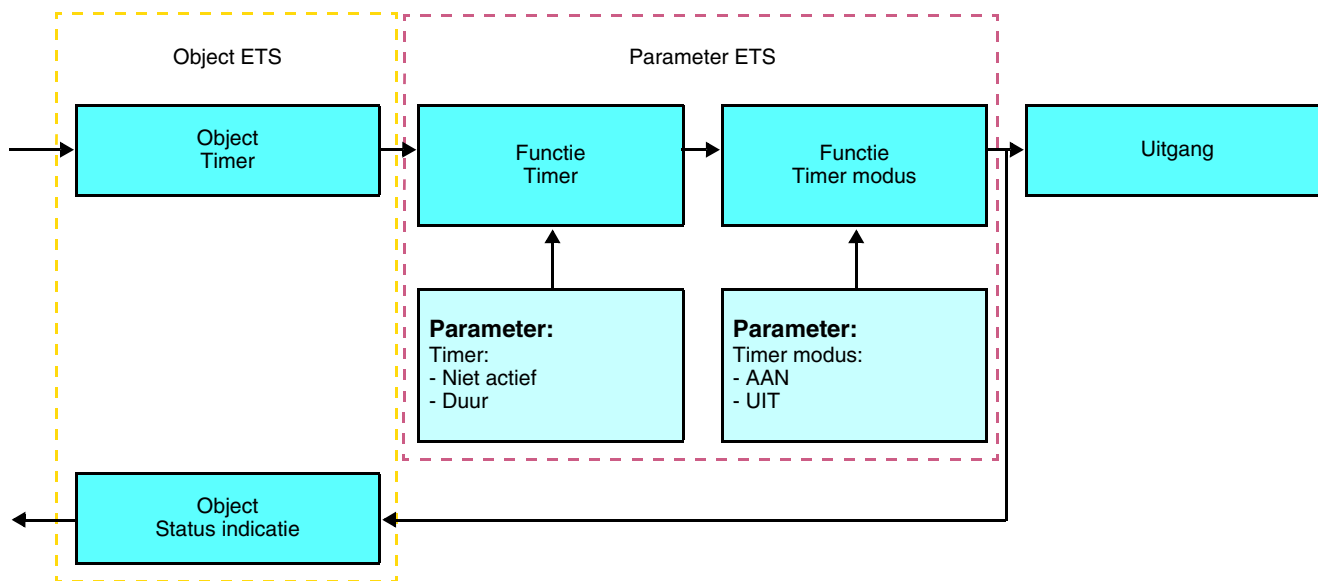 Object ETS
Parameter ETS
Object
Timer
Functie
Timer
Functie
Timer modus
Uitgang
Parameter:
Timer:
- Niet actief
- Duur
Parameter:
Timer modus:
- AAN
- UIT
Object
Status indicatie